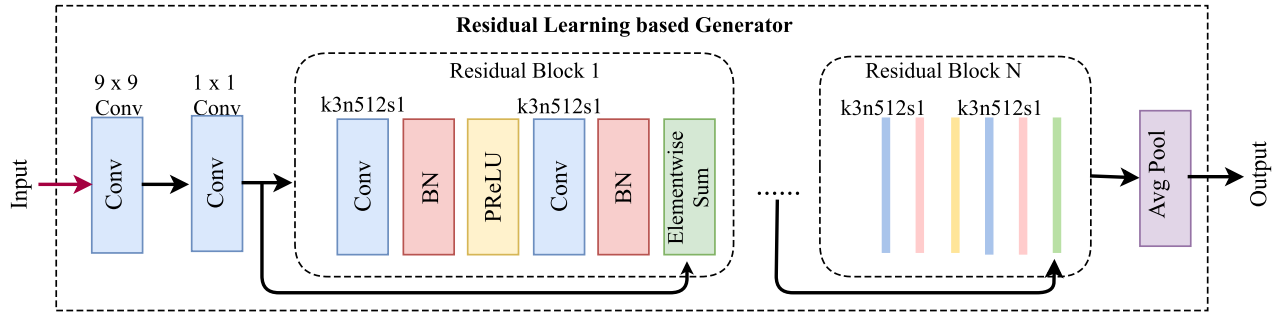 Residual Learning based Generator
Residual Block 1
Residual Block N
9 x 9
Conv
1 x 1
Conv
k3n512s1
k3n512s1
k3n512s1
k3n512s1
Input
Conv
Conv
Conv
BN
PReLU
Conv
BN
Elementwise
Sum
......
Avg Pool
Output